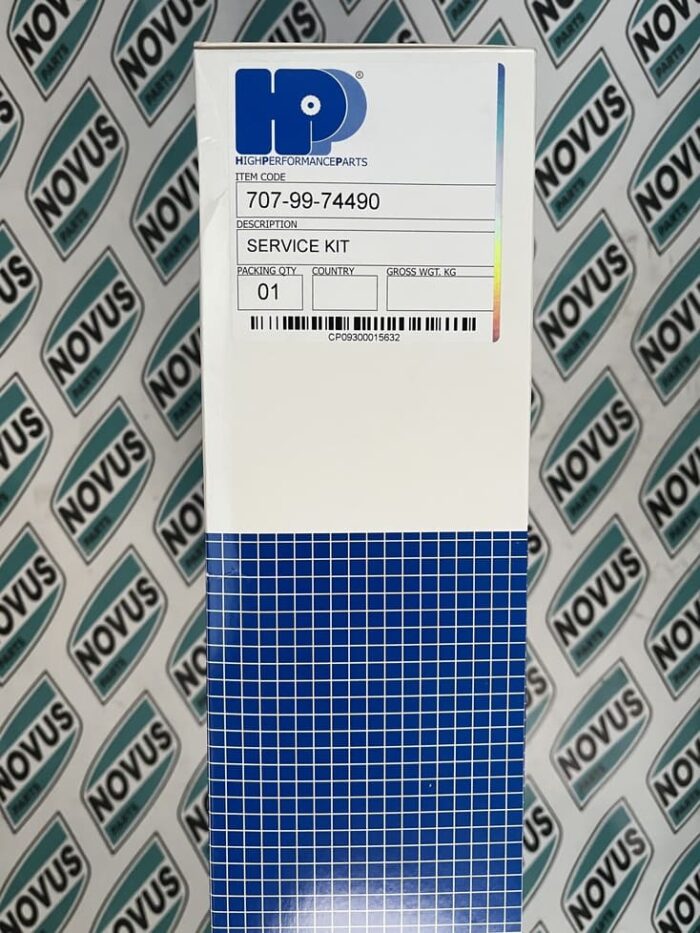 HP®
HIGHPERFORMANCEPARTS
ITEM CODE
707-99-74490
DESCRIPTION
SERVICE KIT
PACKING QTY COUNTRY GROSS WGT. KG
01
CP09300015632
NOVUS
PARTS